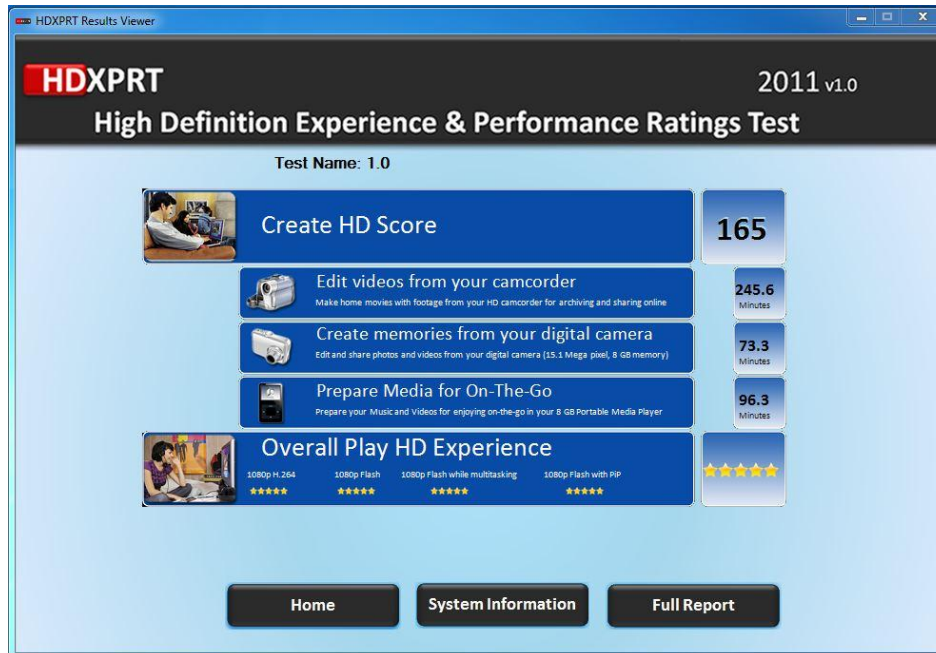 HDXPRT Results Viewer
HDXPRT
2011 v1.0
High Definition Experience & Performance Ratings Test
Test Name: 1.0
Create HD Score
165
Edit videos from your camcorder
Make home movies with footage from your HD camcorder for archiving and sharing online
245.6
Minutes
Create memories from your digital camera
Edit and share photos and videos from your digital camera (15.1 Mega pixel, 8 GB memory)
73.3
Minutes
Prepare Media for On-The-Go
Prepare your Music and Videos for enjoying on-the-go in your 8 GB Portable Media Player
96.3
Minutes
Overall Play HD Experience
1080p H.264 1080p Flash 1080p Flash while multitasking 1080p Flash with PiP
Home System Information Full Report